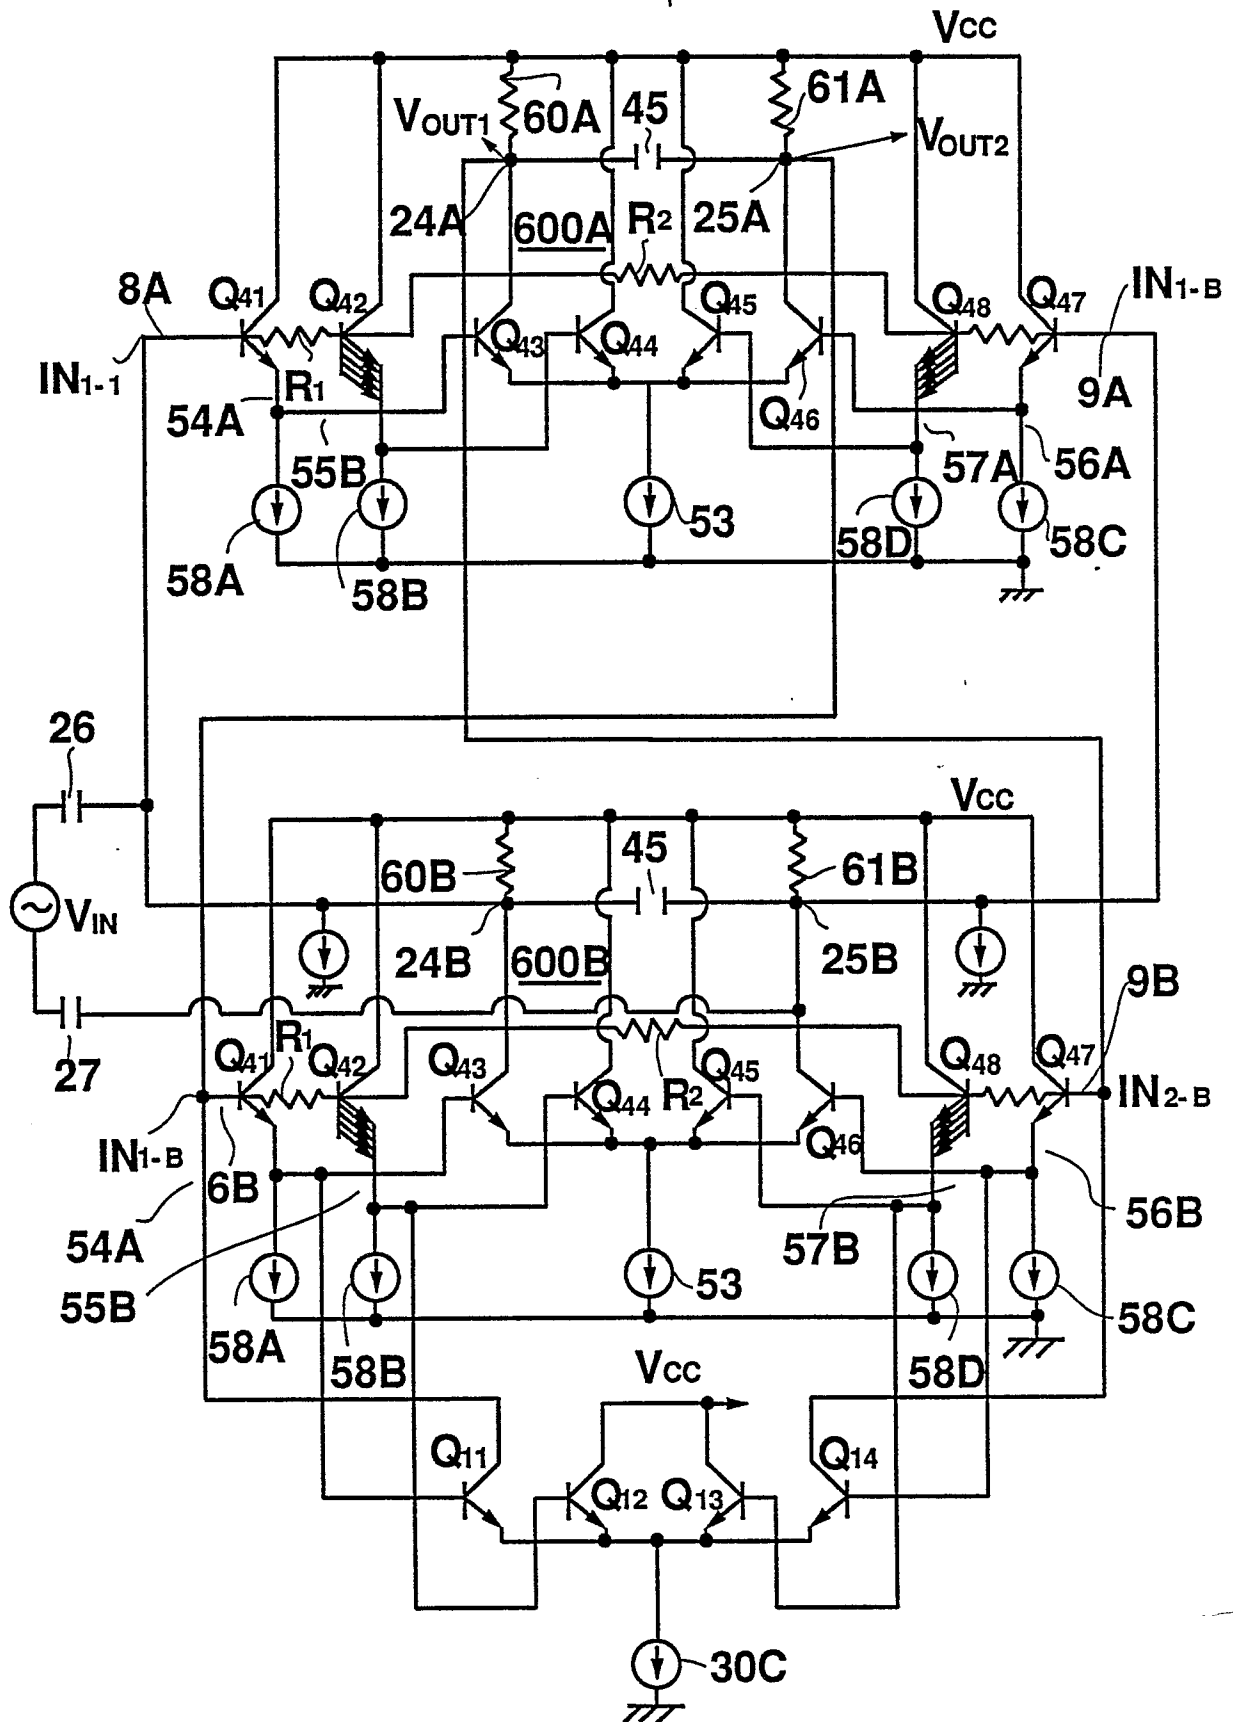 VCC
60A
45
61A
VOUT1
VOUT2
24A
600A
R2
25A
8A
Q41
Q42
Q43
Q44
Q45
Q46
Q48
Q47
IN1-B
IN1-1
R1
9A
54A
55B
57A
56A
58A
58B
53
58D
58C
26
VCC
60B
45
61B
VIN
24B
600B
25B
27
9B
Q41
R1
Q42
Q43
Q44
R2
Q45
Q46
Q48
Q47
IN2-B
IN1-B
6B
54A
55B
57B
56B
58A
58B
53
58D
58C
VCC
Q11
Q12
Q13
Q14
30C